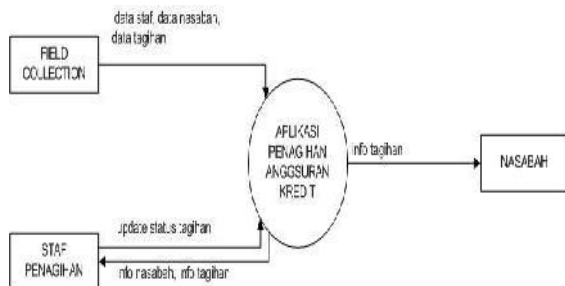 data staf, data nasabah,
data tagihan
FIELD
COLLECTION
APLIKASI
PENAGIHAN
ANGGSURAN
KREDIT
info tagihan
NASABAH
update status tagihan
STAF
PENAGIHAN
info nasabah, info tagihan